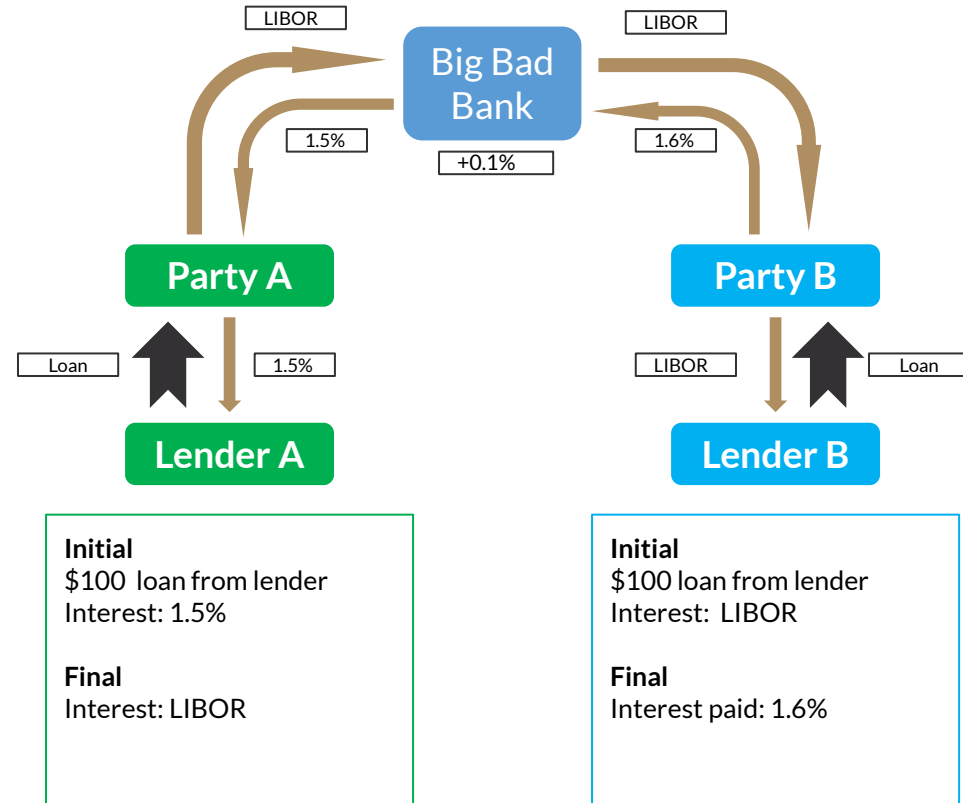 LIBOR
LIBOR
Big Bad
Bank
1.5%
1.6%
+0.1%
Party A
Party B
Loan
1.5%
LIBOR
Loan
Lender A
Lender B
Initial
$100 loan from lender
Interest: 1.5%
Final
Interest: LIBOR
Initial
$100 loan from lender
Interest: LIBOR
Final
Interest paid: 1.6%